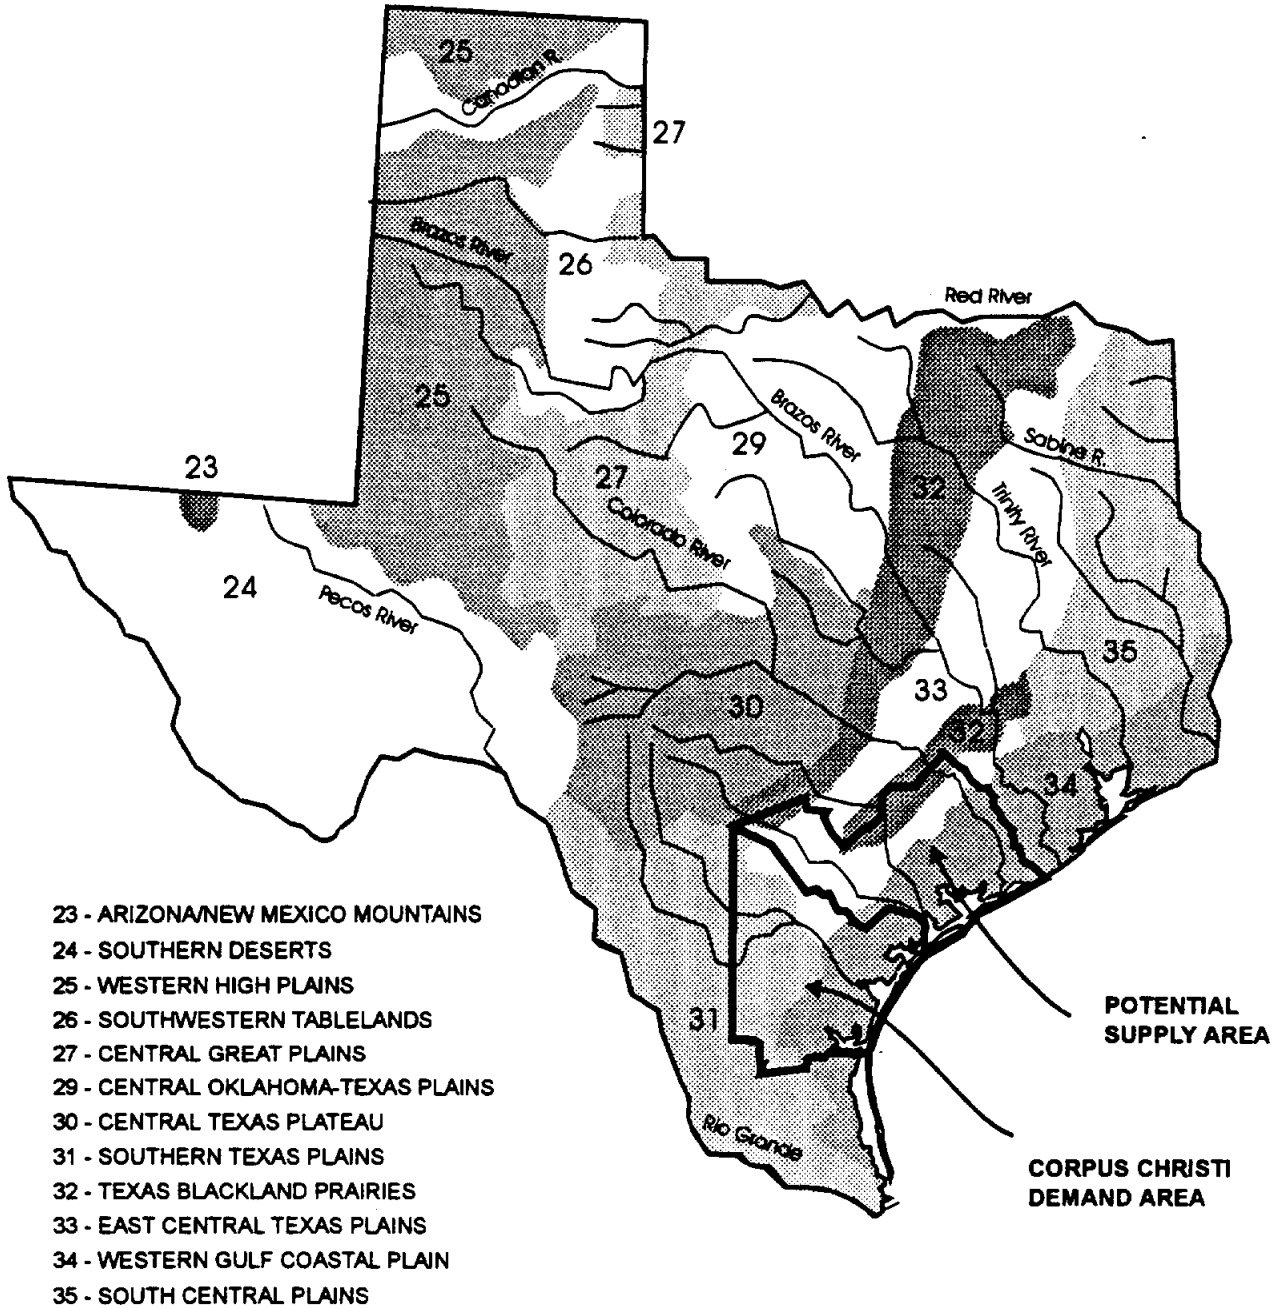 25
Canadian R.
27
Brazos River
26
Red River
25
Brazos River
29
Sabine R.
23
27
32
Trinity River
Colorado River
24
Pecos River
35
33
30
32
34
23 - ARIZONA/NEW MEXICO MOUNTAINS
24 - SOUTHERN DESERTS
25 - WESTERN HIGH PLAINS
26 - SOUTHWESTERN TABLELANDS
27 - CENTRAL GREAT PLAINS
29 - CENTRAL OKLAHOMA-TEXAS PLAINS
30 - CENTRAL TEXAS PLATEAU
31 - SOUTHERN TEXAS PLAINS
32 - TEXAS BLACKLAND PRAIRIES
33 - EAST CENTRAL TEXAS PLAINS
34 - WESTERN GULF COASTAL PLAIN
35 - SOUTH CENTRAL PLAINS
31
Rio Grande
POTENTIAL
SUPPLY AREA
CORPUS CHRISTI
DEMAND AREA